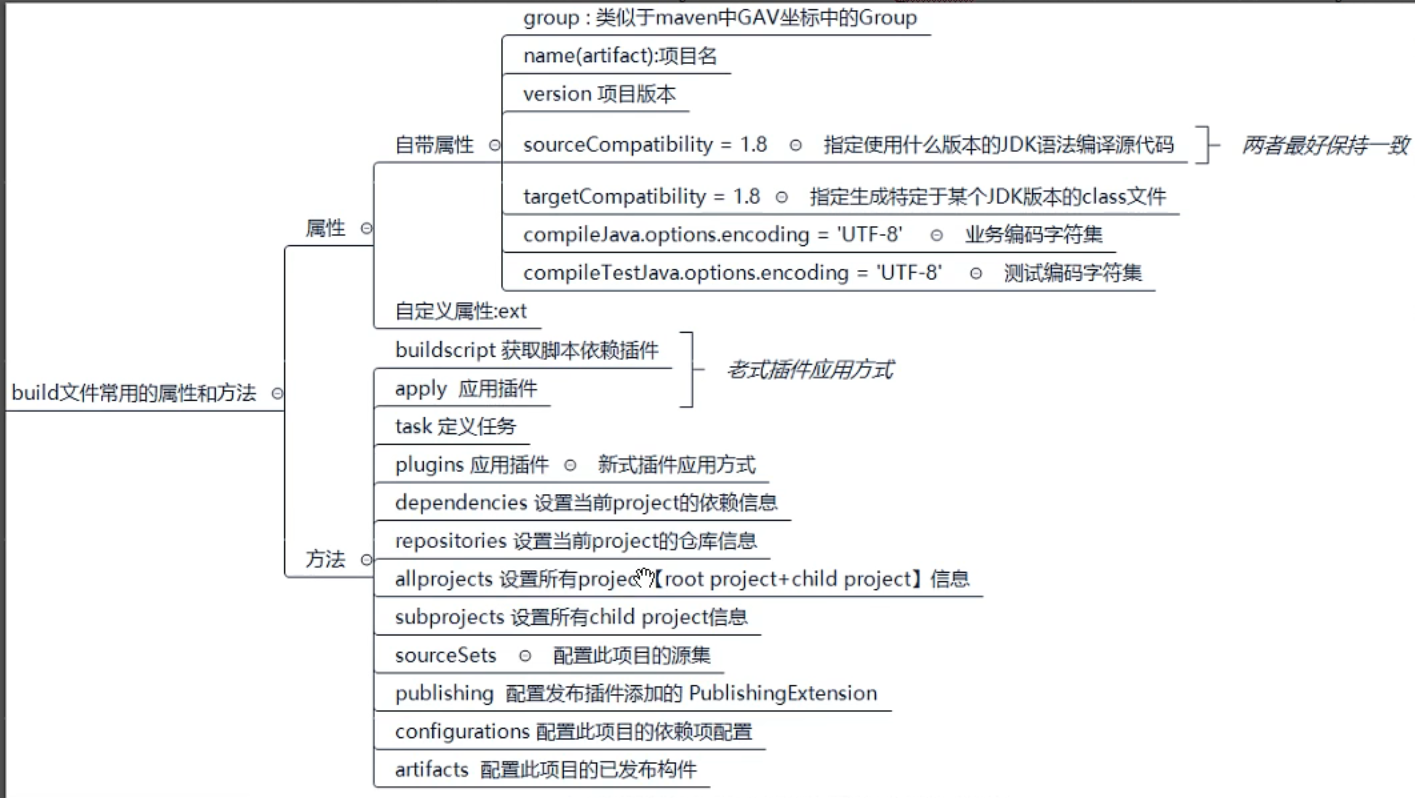 group : 类似于maven中GAV坐标中的Group
name(artifact):项目名
version 项目版本
自带属性
sourceCompatibility = 1.8 指定使用什么版本的JDK语法编译源代码 两者最好保持一致
targetCompatibility = 1.8 指定生成特定于某个JDK版本的class文件
属性
compileJava.options.encoding = 'UTF-8' 业务编码字符集
compileTestJava.options.encoding = 'UTF-8' 测试编码字符集
自定义属性:ext
buildscript 获取脚本依赖插件
老式插件应用方式
apply 应用插件
build文件常用的属性和方法
task 定义任务
plugins 应用插件 新式插件应用方式
dependencies 设置当前project的依赖信息
repositories 设置当前project的仓库信息
方法
allprojects 设置所有project【root project+child project】信息
subprojects 设置所有child project信息
sourceSets 配置此项目的源集
publishing 配置发布插件添加的 PublishingExtension
configurations 配置此项目的依赖项配置
artifacts 配置此项目的已发布构件